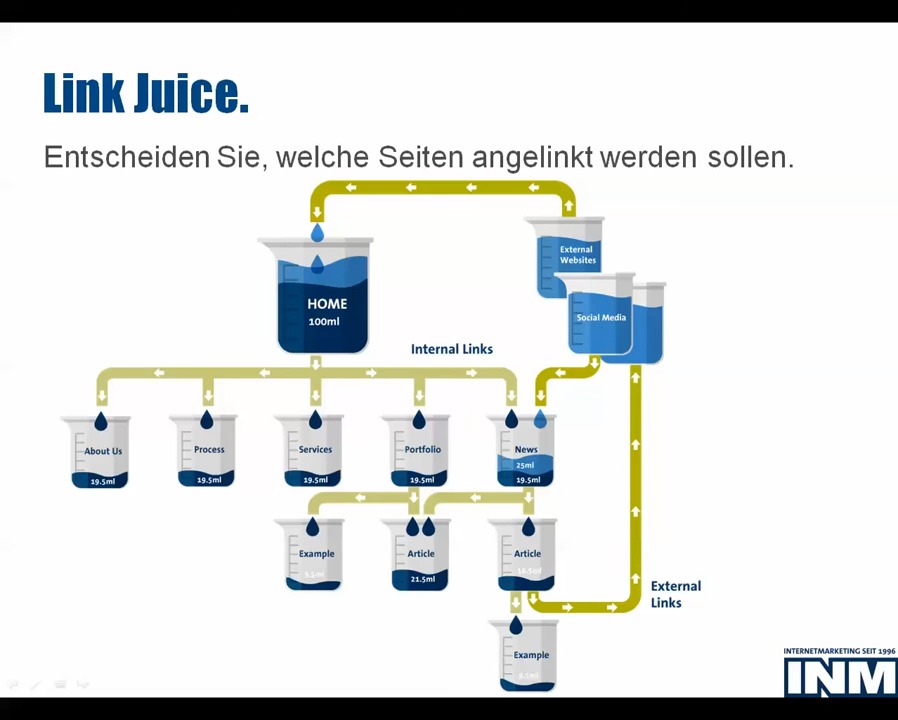 Link Juice.
Entscheiden Sie, welche Seiten angelinkt werden sollen.
External
Websites
HOME
100ml
Social Media
Internal Links
About Us
19.5ml
Process
19.5ml
Services
19.5ml
Portfolio
19.5ml
News
25ml
19.5ml
Example
Article
21.5ml
Article
External
Links
Example
INTERNETMARKETING SEIT 1996
INM